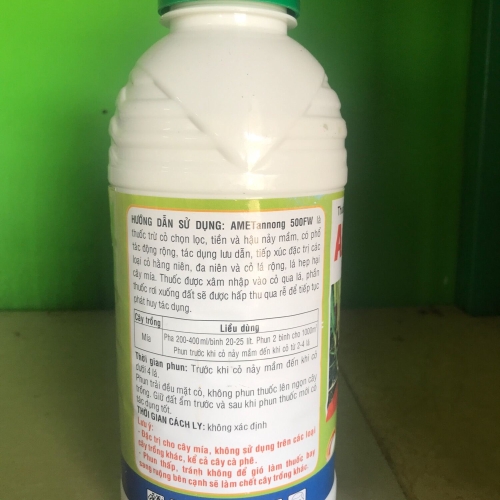 HƯỚNG DẪN SỬ DỤNG: AMETannong 500FW là
thuốc trừ cỏ chọn lọc, tiền và hậu nảy mầm, có phổ
tác động rộng, tác dụng lưu dẫn, tiếp xúc đặc trị các
loại cỏ hằng niên, đa niên và cỏ lá rộng, lá hẹp hại
cây mía. Thuốc được xâm nhập vào cỏ qua lá, phần
thuốc rơi xuống đất sẽ được hấp thu qua rễ để tiếp tục
phát huy tác dụng.
Cây trồng Liều dùng
Mía Pha 200-400ml/bình 20-25 lít. Phun 2 bình cho 1000m²
Phun trước khi cỏ nảy mầm đến khi cỏ từ 2-4 lá
Thời gian phun: Trước khi cỏ nảy mầm đến khi cỏ
dưới 4 lá.
Phun trải đều mặt cỏ, không phun thuốc lên ngọn cây
trồng. Giữ đất ẩm trước và sau khi phun thuốc mới có
tác dụng tốt.
THỜI GIAN CÁCH LY: không xác định
Lưu ý:
- Đặc trị cho cây mía, không sử dụng trên các loại
cây trồng khác, kể cả cây cà phê.
- Phun thấp, tránh không để gió làm thuốc bay
sang ruộng bên cạnh sẽ làm chết cây trồng khác.